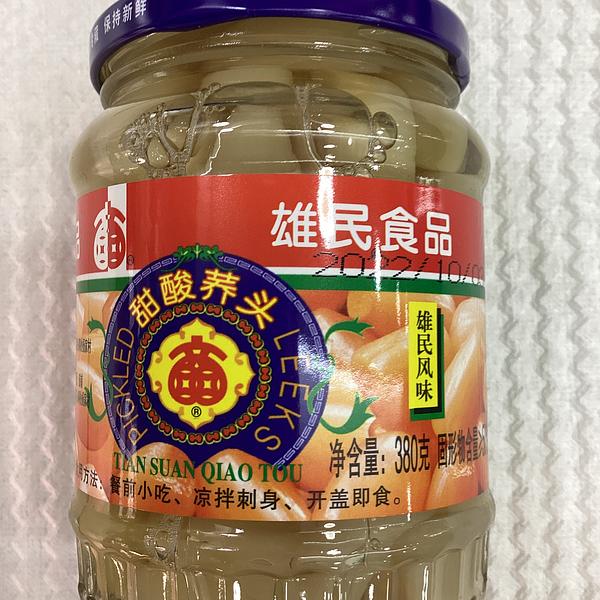 保持新鲜
品
雄民食品
2022/10/0
甜酸荞头
PICKLED LEEKS
®
雄民风味
TIAN SUAN QIAO TOU
净含量：380克 固形物含量≥
方法：
餐前小吃、凉拌刺身、开盖即食。